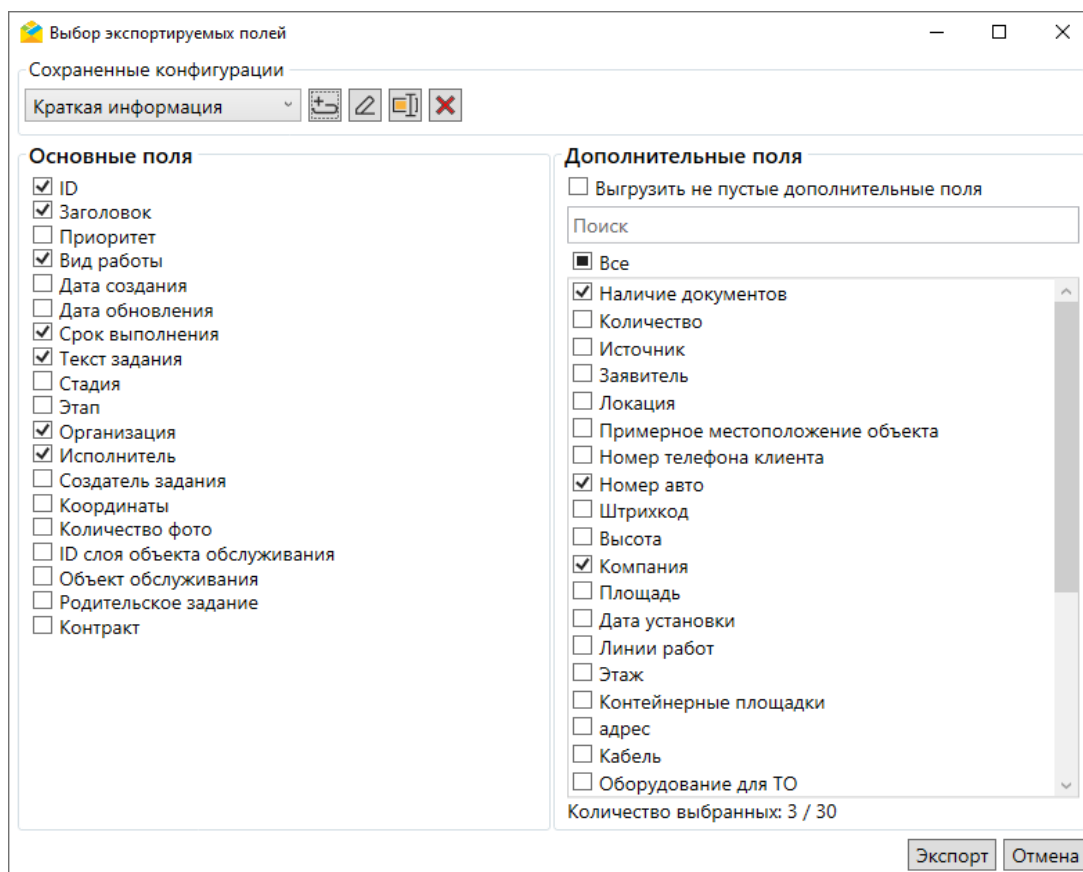 Выбор экспортируемых полей
Сохраненные конфигурации
Краткая информация
Основные поля
ID
Заголовок
Приоритет
Вид работы
Дата создания
Дата обновления
Срок выполнения
Текст задания
Стадия
Этап
Организация
Исполнитель
Создатель задания
Координаты
Количество фото
ID слоя объекта обслуживания
Объект обслуживания
Родительское задание
Контракт
Дополнительные поля
Выгрузить не пустые дополнительные поля
Поиск
Все
Наличие документов
Количество
Источник
Заявитель
Локация
Примерное местоположение объекта
Номер телефона клиента
Номер авто
Штрихкод
Высота
Компания
Площадь
Дата установки
Линии работ
Этаж
Контейнерные площадки
адрес
Кабель
Оборудование для ТО
Количество выбранных: 3 / 30
Экспорт
Отмена